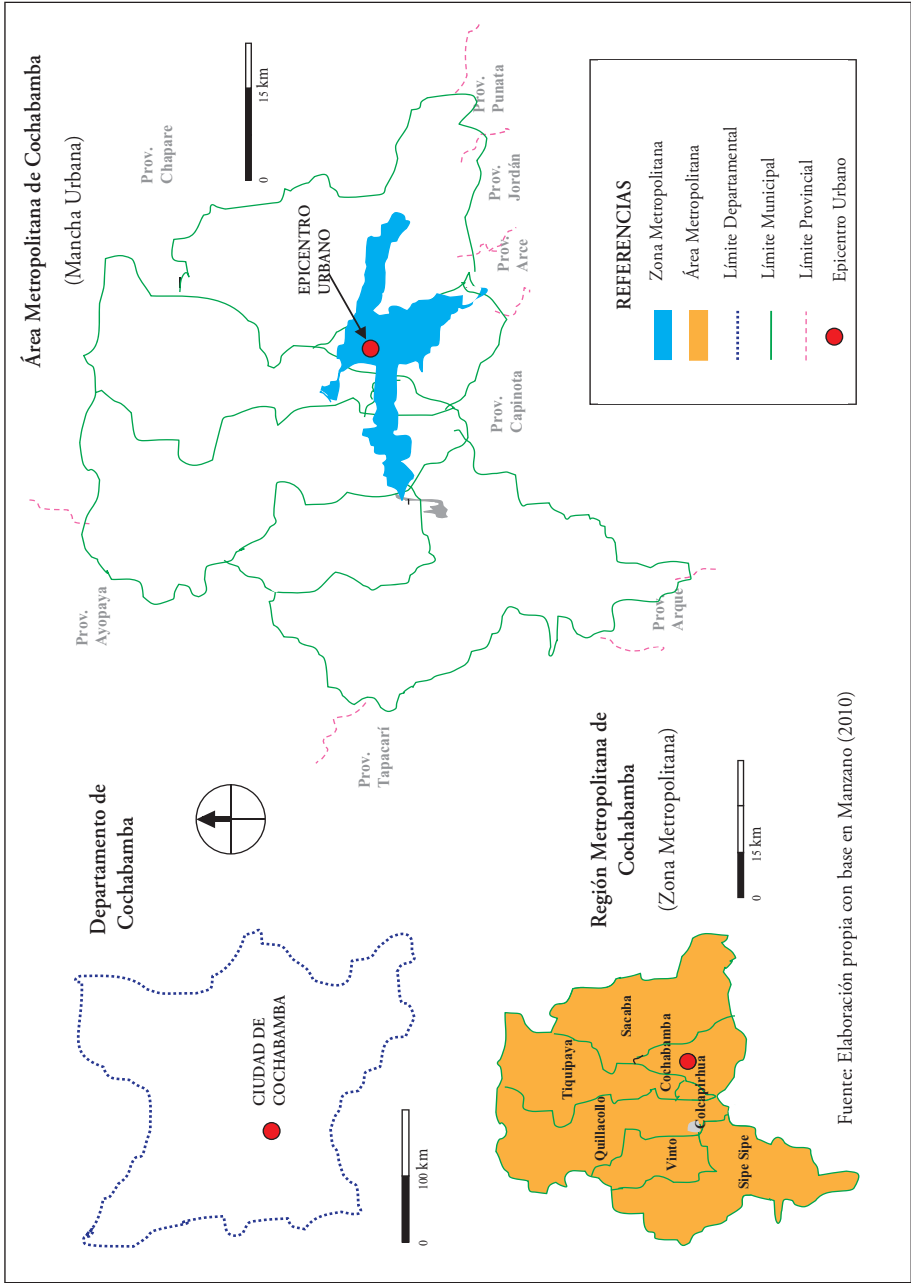 Departamento de
Cochabamba
CIUDAD DE
COCHABAMBA
0
100 km
Área Metropolitana de Cochabamba
(Mancha Urbana)
0
15 km
Prov.
Chapare
Prov.
Ayopaya
Prov.
Tapacarí
EPICENTRO
URBANO
Prov.
Punata
Prov.
Jordán
Prov.
Arce
Prov.
Capinota
Prov.
Arque
Región Metropolitana de
Cochabamba
(Zona Metropolitana)
0
15 km
Tiquipaya
Sacaba
Quillacollo
Cochabamba
Colcapirhua
Vinto
Sipe Sipe
REFERENCIAS
Zona Metropolitana
Área Metropolitana
Límite Departamental
Límite Municipal
Límite Provincial
Epicentro Urbano
Fuente: Elaboración propia con base en Manzano (2010)